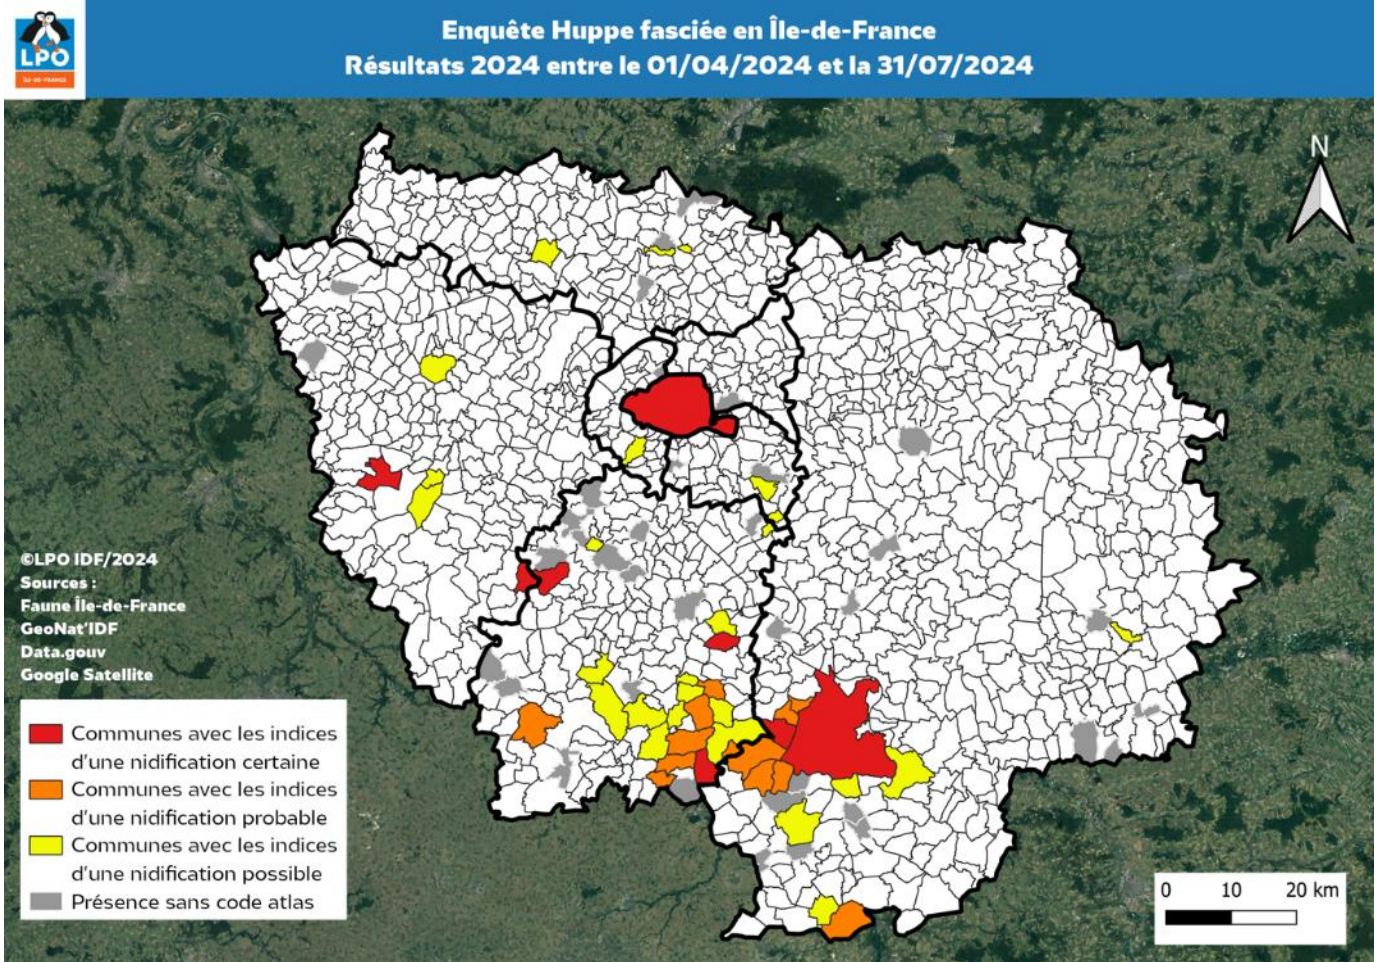 LPO
ÎLE-DE-FRANCE
Enquête Huppe fasciée en Île-de-France
Résultats 2024 entre le 01/04/2024 et la 31/07/2024
N
©LPO IDF/2024
Sources :
Faune Île-de-France
GeoNat'IDF
Data.gouv
Google Satellite
Communes avec les indices
d'une nidification certaine
Communes avec les indices
d'une nidification probable
Communes avec les indices
d'une nidification possible
Présence sans code atlas
0 10 20 km